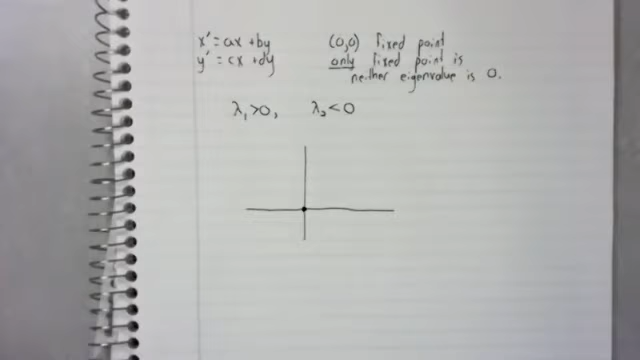 x' = ax + by
y' = cx + dy
(0,0) fixed point
only fixed point is
neither eigenvalue is 0.
λ₁>0, λ₂<0